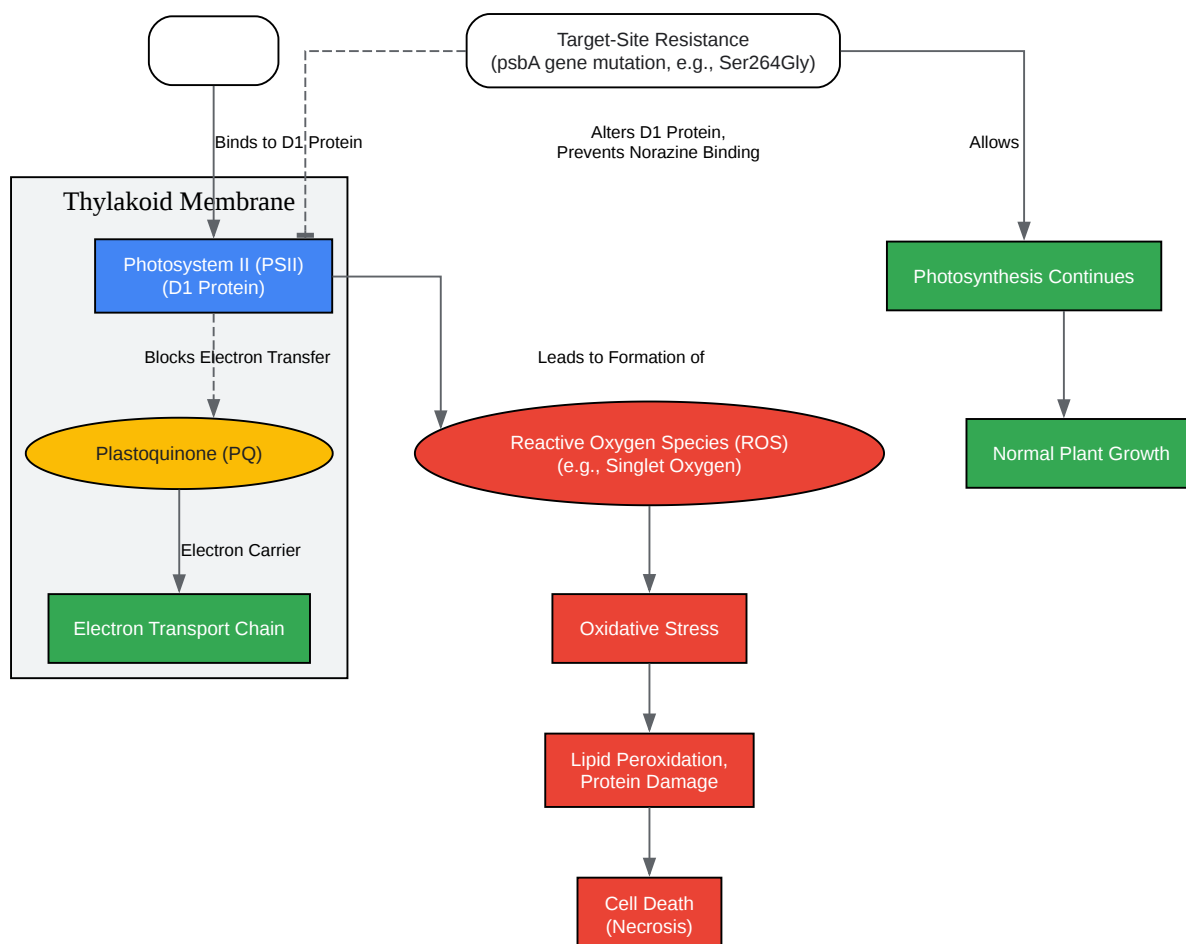 Target-Site Resistance
(psbA gene mutation, e.g., Ser264Gly)
Binds to D1 Protein
Alters D1 Protein,
Prevents Norazine Binding
Allows
Thylakoid Membrane
Photosystem II (PSII)
(D1 Protein)
Photosynthesis Continues
Blocks Electron Transfer
Leads to Formation of
Plastoquinone (PQ)
Reactive Oxygen Species (ROS)
(e.g., Singlet Oxygen)
Normal Plant Growth
Electron Carrier
Electron Transport Chain
Oxidative Stress
Lipid Peroxidation,
Protein Damage
Cell Death
(Necrosis)